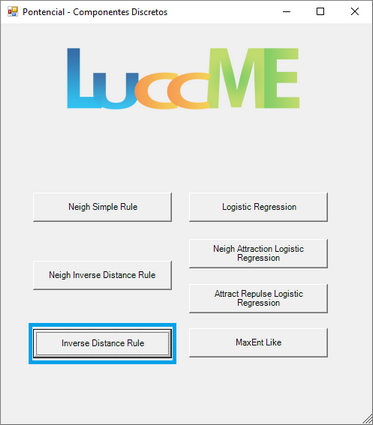 Pontencial - Componentes Discretos
LuccME
Neigh Simple Rule
Logistic Regression
Neigh Attraction Logistic
Regression
Neigh Inverse Distance Rule
Attract Repulse Logistic
Regression
Inverse Distance Rule
MaxEnt Like